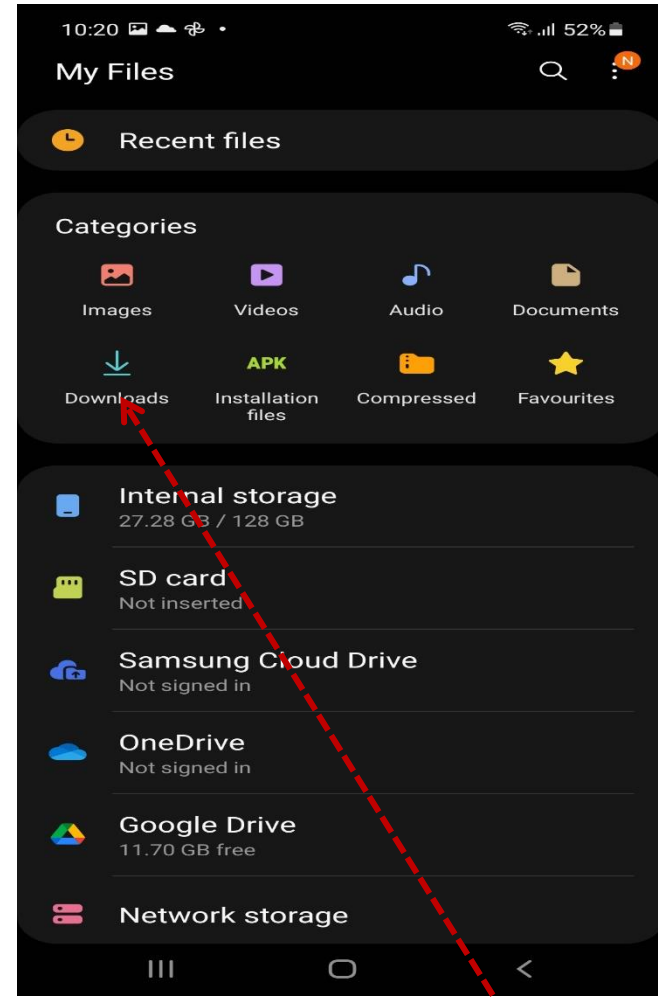 10:20 52%
My Files
N
Recent files
Categories
Images Videos Audio Documents
APK
Downloads Installation files Compressed Favourites
Internal storage
27.28 GB / 128 GB
SD card
Not inserted
Samsung Cloud Drive
Not signed in
OneDrive
Not signed in
Google Drive
11.70 GB free
Network storage